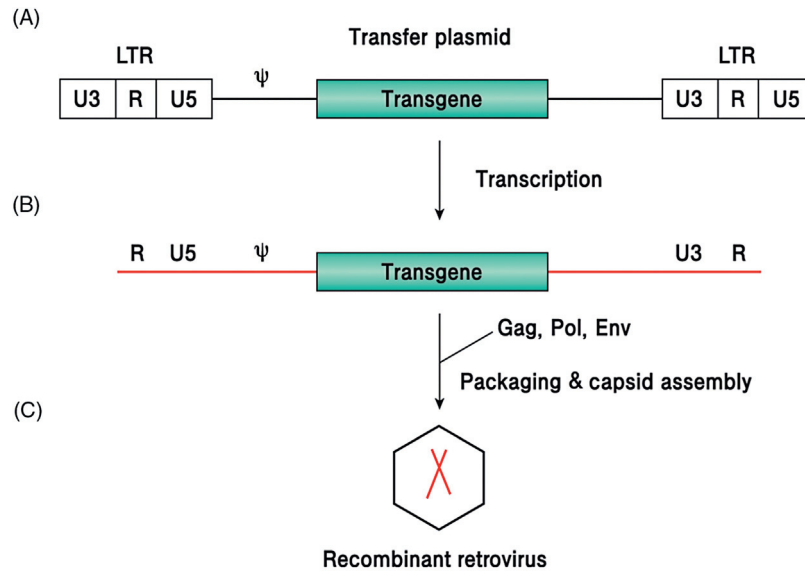 (A)
Transfer plasmid
LTR LTR
ψ
U3 R U5 Transgene U3 R U5
Transcription
(B)
R U5 ψ U3 R
Transgene
Gag, Pol, Env
Packaging & capsid assembly
(C)
Recombinant retrovirus